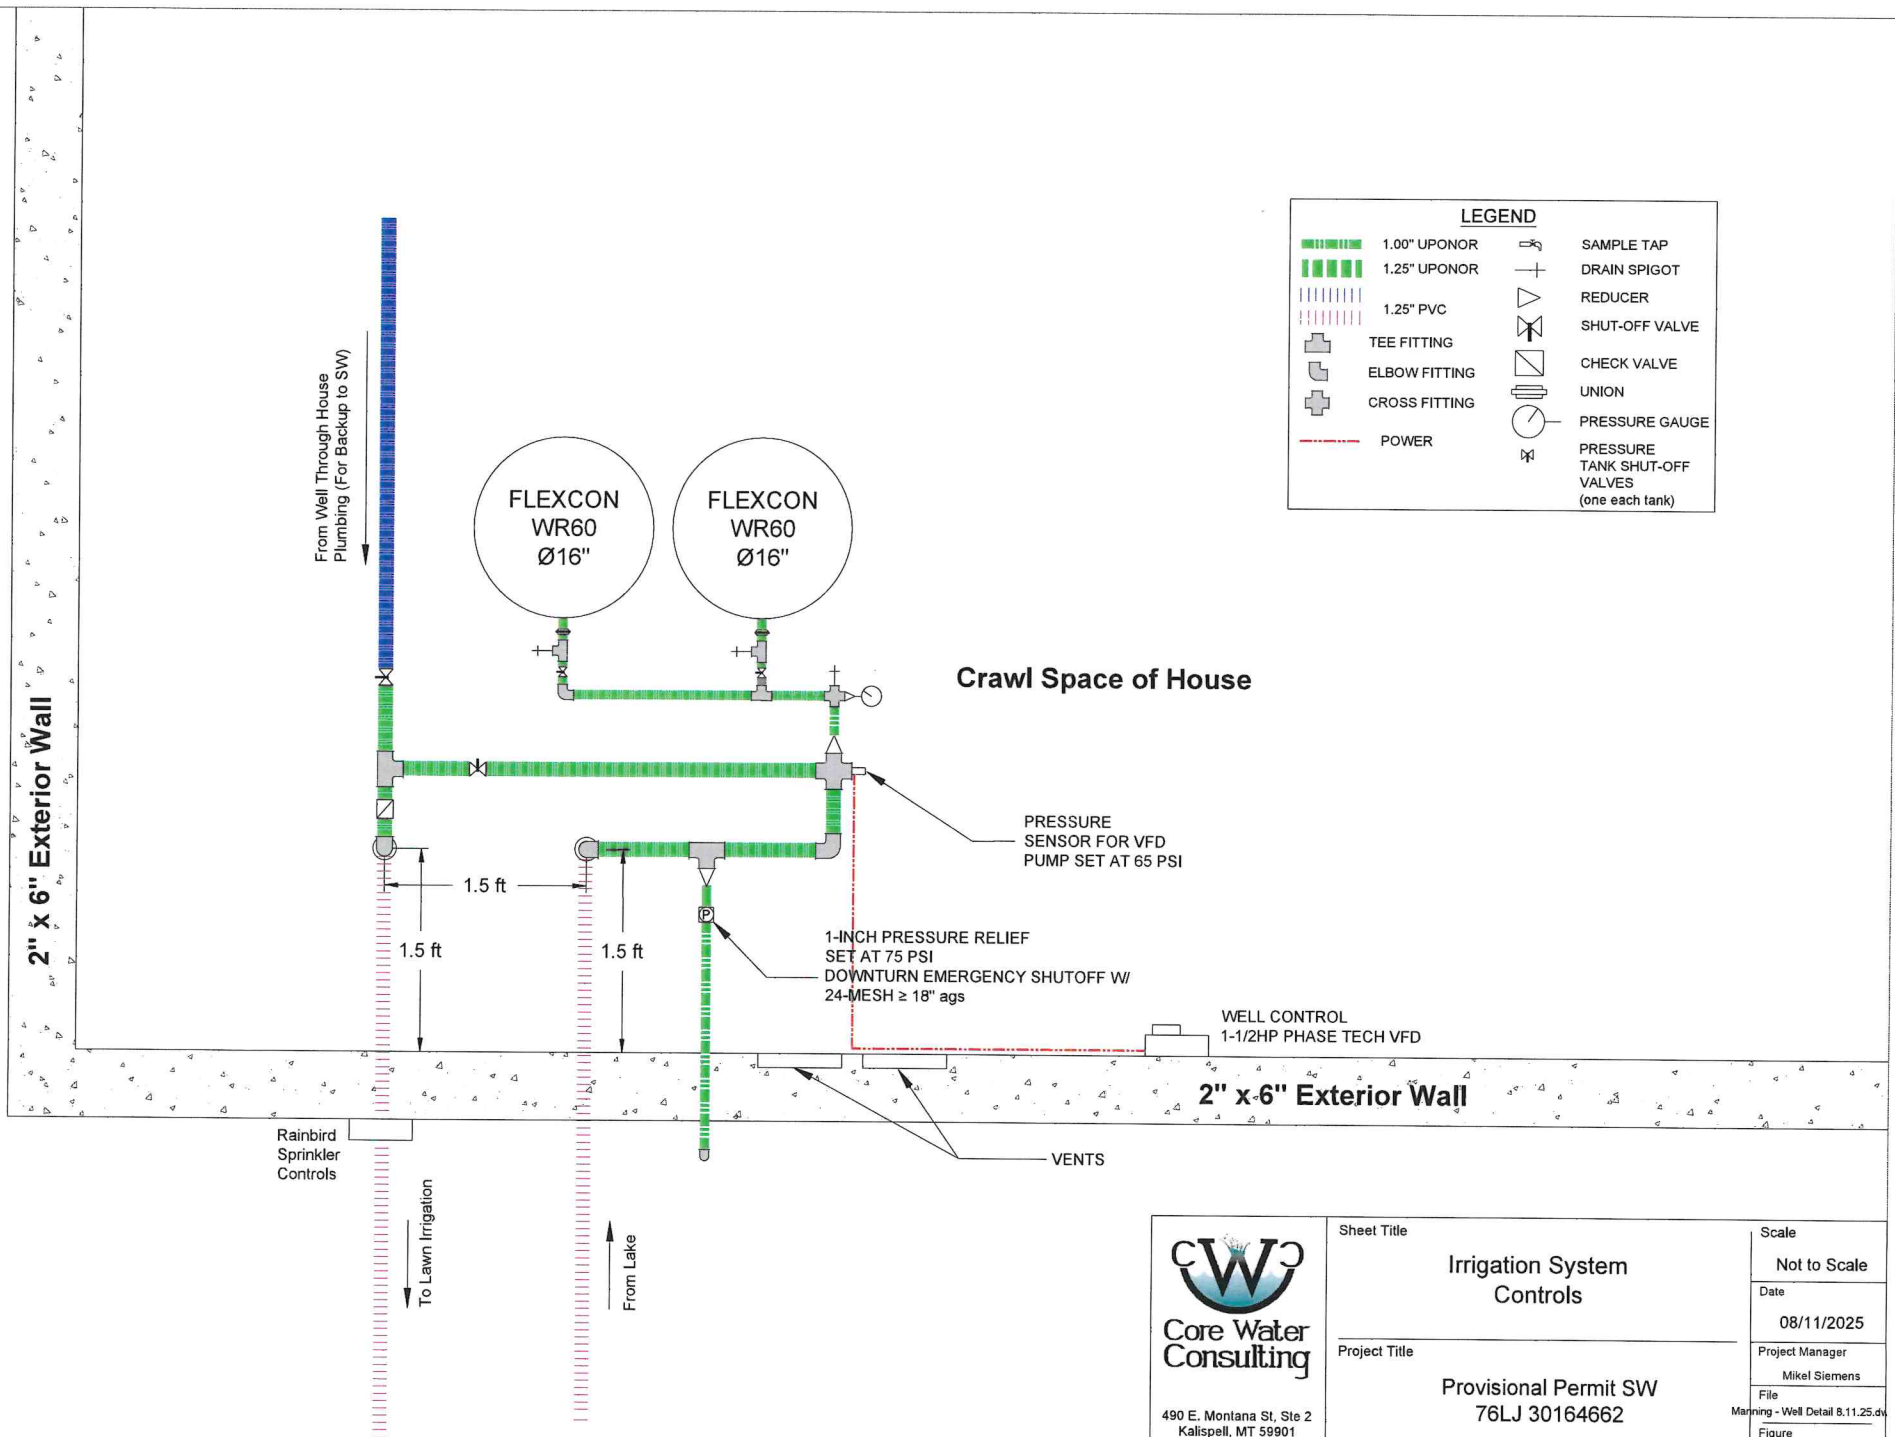 LEGEND
1.00" UPONOR
1.25" UPONOR
1.25" PVC
TEE FITTING
ELBOW FITTING
CROSS FITTING
POWER
SAMPLE TAP
DRAIN SPIGOT
REDUCER
SHUT-OFF VALVE
CHECK VALVE
UNION
PRESSURE GAUGE
PRESSURE
TANK SHUT-OFF
VALVES
(one each tank)
From Well Through House
Plumbing (For Backup to SW)
FLEXCON
WR60
Ø16"
FLEXCON
WR60
Ø16"
Crawl Space of House
2" x 6" Exterior Wall
PRESSURE
SENSOR FOR VFD
PUMP SET AT 65 PSI
1.5 ft
1.5 ft
1.5 ft
P
1-INCH PRESSURE RELIEF
SET AT 75 PSI
DOWNTURN EMERGENCY SHUTOFF W/
24-MESH ≥ 18" ags
WELL CONTROL
1-1/2HP PHASE TECH VFD
2" x 6" Exterior Wall
Rainbird
Sprinkler
Controls
VENTS
To Lawn Irrigation
From Lake
CWC
Core Water
Consulting
490 E. Montana St, Ste 2
Kalispell, MT 59901
Sheet Title
Irrigation System
Controls
Project Title
Provisional Permit SW
76LJ 30164662
Scale
Not to Scale
Date
08/11/2025
Project Manager
Mikel Siemens
File
Manning - Well Detail 8.11.25.dw
Figure